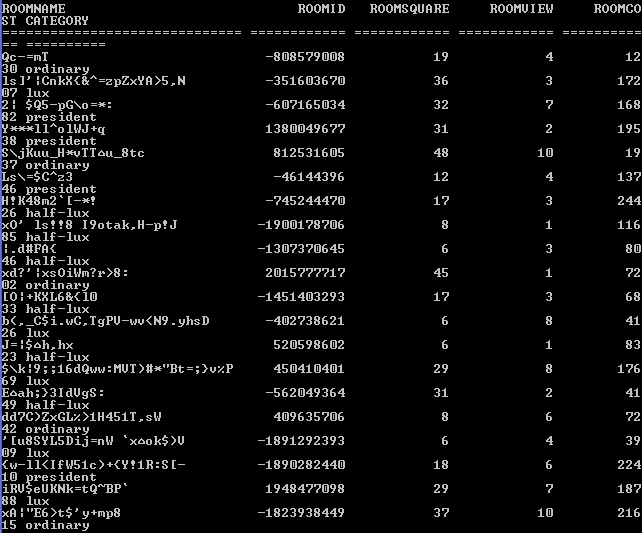 ROOMNAME ROOMID ROOMSQUARE ROOMVIEW ROOMCO
ST CATEGORY
============================== ============ ============ ========== ==========
== ==========
Qc-=mT -808579008 19 4 12
30 ordinary
ls]'¦CnkX{&^=zpZxYA>5,N -351603670 36 3 172
07 lux
2¦ $Q5-pG\o=*: -607165034 32 7 168
82 president
Y***ll^olWJ+q 1380049677 31 2 195
38 president
S\jKuu_H*vTT⌂u_8tc 812531605 48 10 19
37 ordinary
Ls\=$C^z3 -46144396 12 4 137
46 president
H!K48m2`[-*! -745244470 17 3 244
26 half-lux
xO' ls!!8 I9otak,H-p!J -1900178706 8 1 116
85 half-lux
¦.d#FA{ -1307370645 6 3 80
46 half-lux
xd?'¦xsOiWm?r>8: 2015777717 45 1 72
02 ordinary
[O¦+KXL6&{l0 -1451403293 17 3 68
33 half-lux
b{,_C$i.wC,TgPV-wv<N9.yhsD -402738621 6 8 41
26 lux
J=¦$⌂h,hx 520598602 6 1 83
23 half-lux
$\k¦9;;16dQww:MVT)#*"Bt=;}v%P 450410401 29 8 176
69 lux
E⌂ah;}3IdVgS: -562049364 31 2 41
49 half-lux
dd7C)ZxGL%)1H451T,sW 409635706 8 6 72
42 ordinary
'[u8SYL5Dij=nW `x⌂ok$)V -1891292393 6 4 39
09 lux
{w-ll<IfW51c)+{Y!1R:S[- -1890282440 18 6 224
10 president
iRV$eUKNk=tQ~BP` 1948477098 29 7 187
88 lux
xA¦"E6>t$'y+mp8 -1823938449 37 10 216
15 ordinary